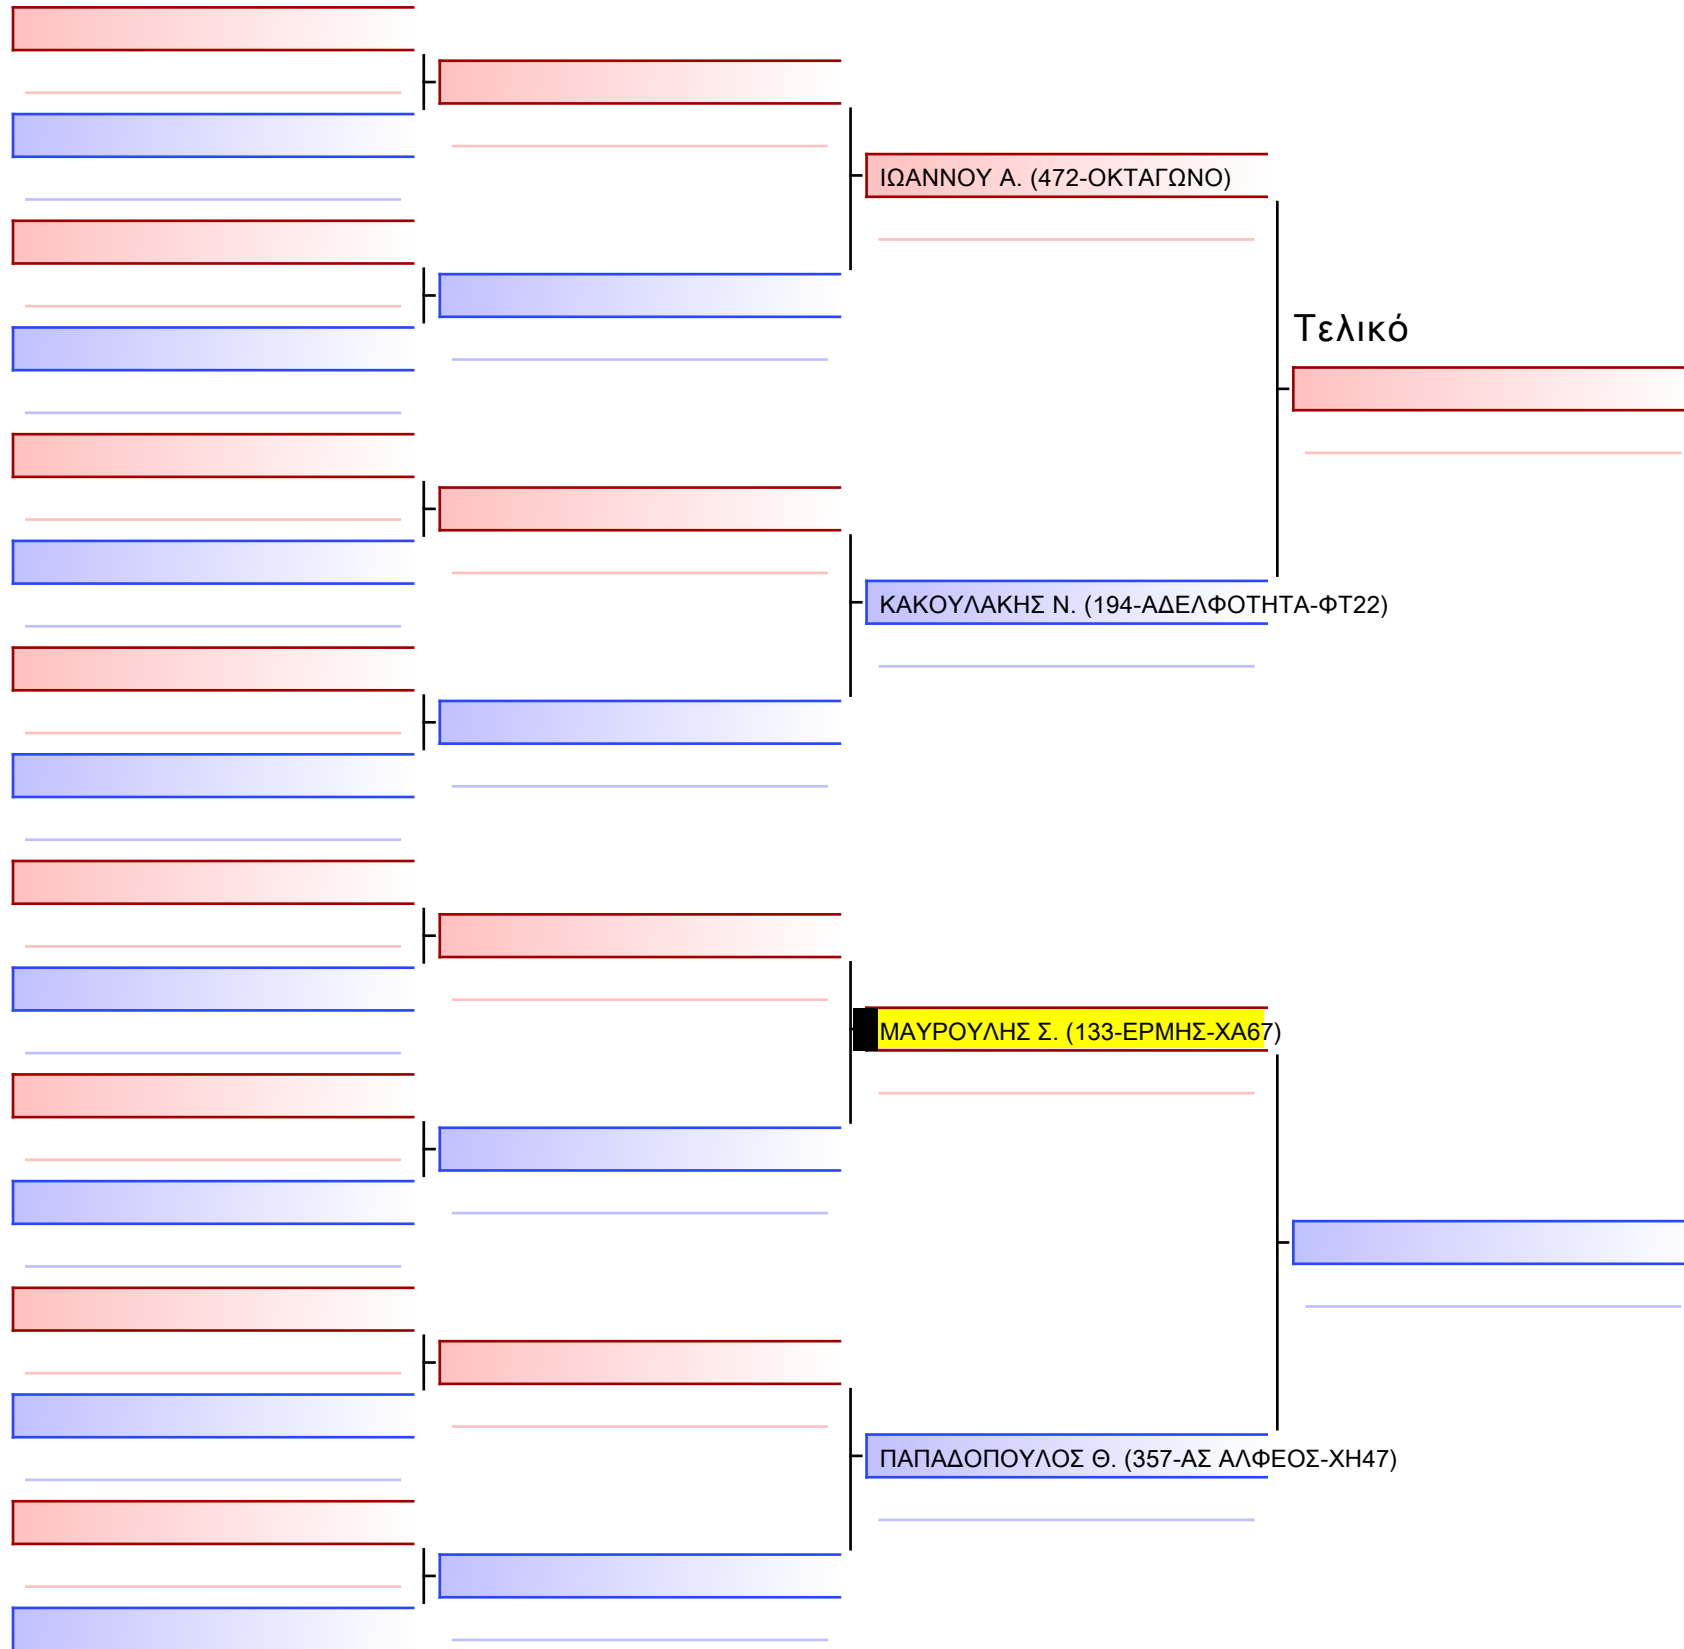 ΙΩΑΝΝΟΥ Α. (472-ΟΚΤΑΓΩΝΟ)
Τελικό
ΚΑΚΟΥΛΑΚΗΣ Ν. (194-ΑΔΕΛΦΟΤΗΤΑ-ΦΤ22)
ΜΑΥΡΟΥΛΗΣ Σ. (133-ΕΡΜΗΣ-ΧΑ67)
ΠΑΠΑΔΟΠΟΥΛΟΣ Θ. (357-ΑΣ ΑΛΦΕΟΣ-ΧΗ47)